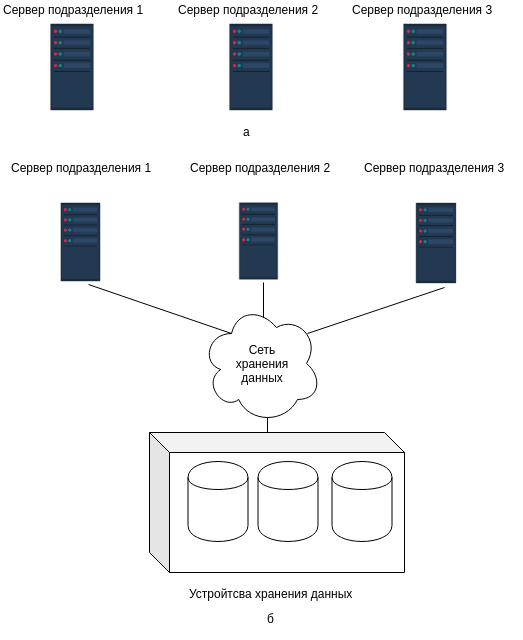 Сервер подразделения 1
Сервер подразделения 2
Сервер подразделения 3
а
Сервер подразделения 1
Сервер подразделения 2
Сервер подразделения 3
Сеть
хранения
данных
Устройтсва хранения данных
б